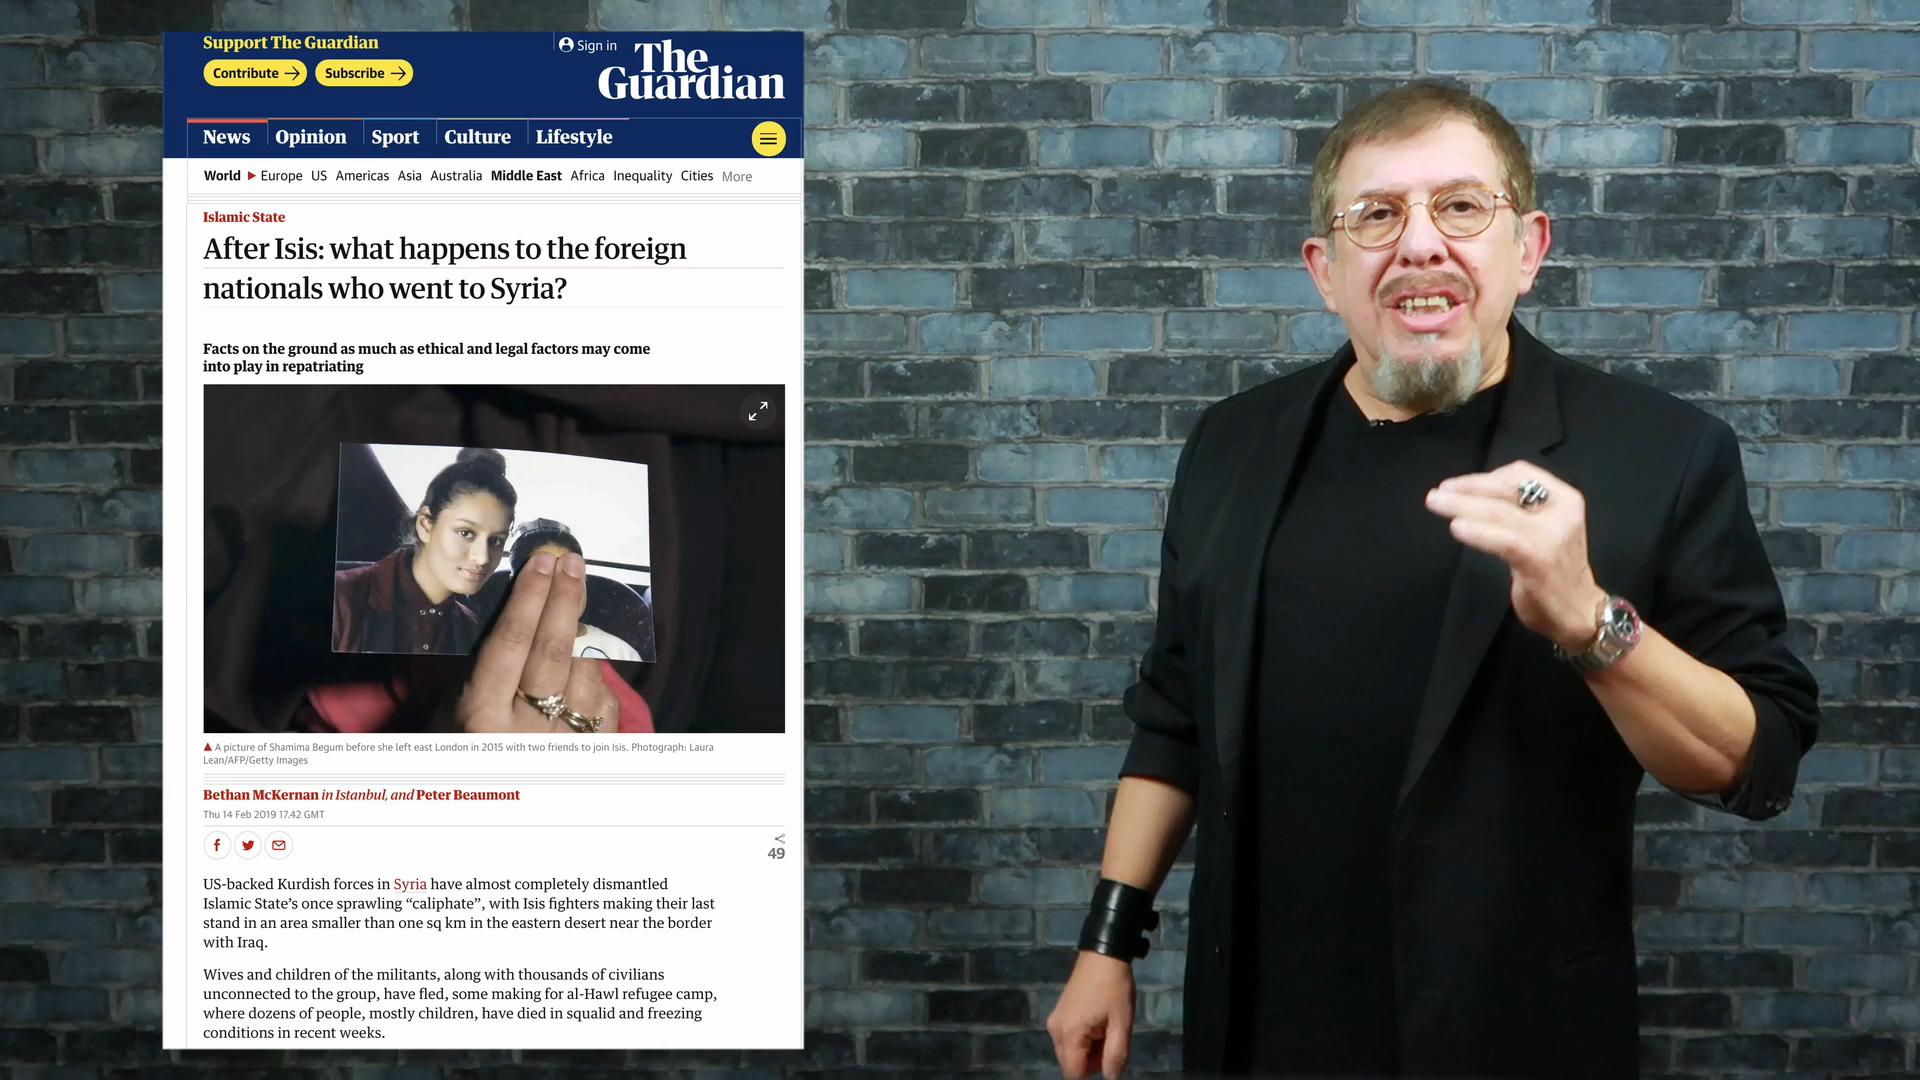 Support The Guardian
Contribute
Subscribe
Sign in
The
Guardian
News
Opinion
Sport
Culture
Lifestyle
World
Europe
US
Americas
Asia
Australia
Middle East
Africa
Inequality
Cities
More
Islamic State
After Isis: what happens to the foreign
nationals who went to Syria?
Facts on the ground as much as ethical and legal factors may come
into play in repatriating
A picture of Shamima Begum before she left east London in 2015 with two friends to join Isis. Photograph: Laura
Lean/AFP/Getty Images
Bethan McKernan in Istanbul, and Peter Beaumont
Thu 14 Feb 2019 17.42 GMT
49
US-backed Kurdish forces in Syria have almost completely dismantled
Islamic State’s once sprawling “caliphate”, with Isis fighters making their last
stand in an area smaller than one sq km in the eastern desert near the border
with Iraq.
Wives and children of the militants, along with thousands of civilians
unconnected to the group, have fled, some making for al-Hawl refugee camp,
where dozens of people, mostly children, have died in squalid and freezing
conditions in recent weeks.